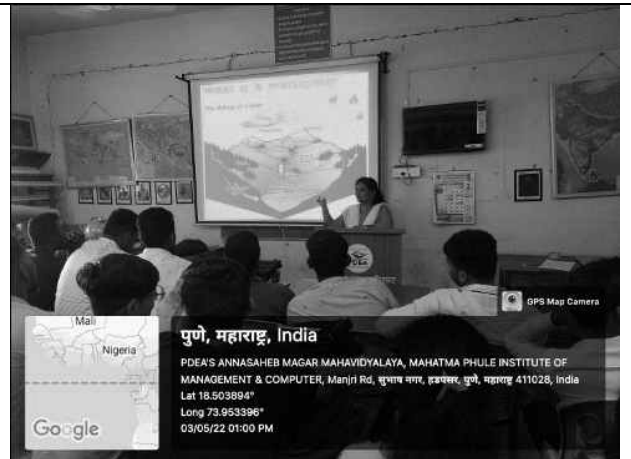 PDEA
GPS Map Camera
Mali
Nigeria
Google
पुणे, महाराष्ट्र, India
PDEA'S ANNASAHEB MAGAR MAHAVIDYALAYA, MAHATMA PHULE INSTITUTE OF
MANAGEMENT & COMPUTER, Manjri Rd, सुभाष नगर, हडपसर, पुणे, महाराष्ट्र 411028, India
Lat 18.503894°
Long 73.953396°
03/05/22 01:00 PM